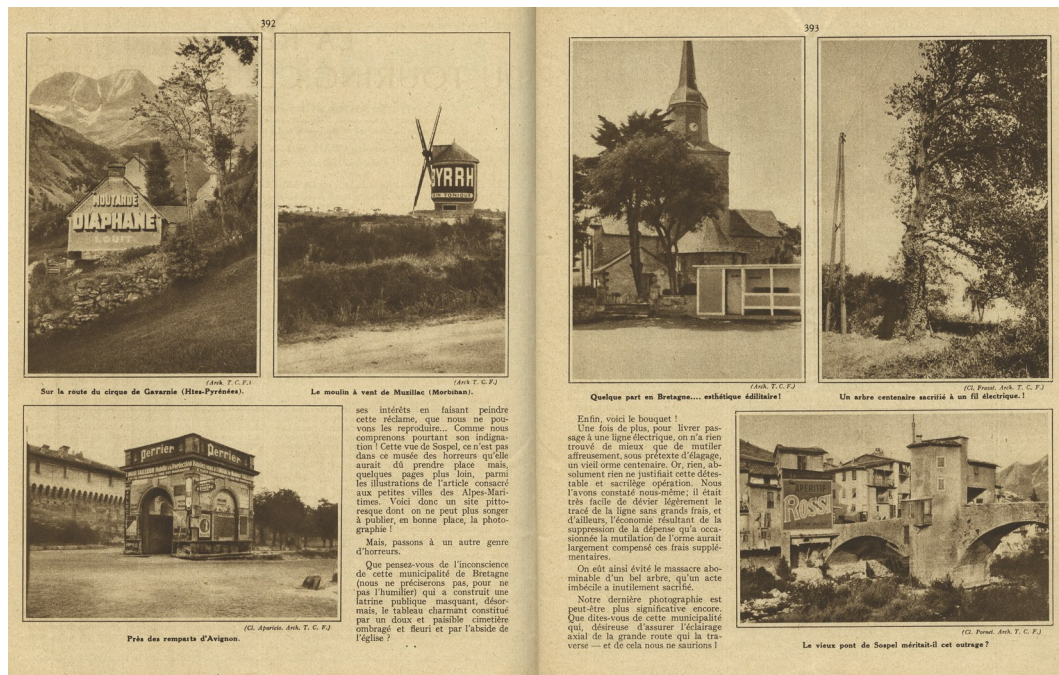 392
MOUTARDE
DIAPHANE
LOUIT
(Arch. T. C. F.)
Sur la route du cirque de Gavarnie (Htes-Pyrénées).
BYRRH
VIN TONIQUE
(Arch. T. C. F.)
Le moulin à vent de Muzillac (Morbihan).
Perrier
Perrier
(Cl. Aparicio. Arch. T. C. F.)
Près des remparts d'Avignon.
ses intérêts en faisant peindre
cette réclame, que nous ne pou-
vons les reproduire... Comme nous
comprenons pourtant son indigna-
tion ! Cette vue de Sospel, ce n'est pas
dans ce musée des horreurs qu'elle
aurait dû prendre place mais,
quelques pages plus loin, parmi
les illustrations de l'article consacré
aux petites villes des Alpes-Mari-
times. Voici donc un site pitto-
resque dont on ne peut plus songer
à publier, en bonne place, la photo-
graphie !
Mais, passons à un autre genre
d'horreurs.
Que pensez-vous de l'inconscience
de cette municipalité de Bretagne
(nous ne préciserons pas, pour ne
pas l'humilier) qui a construit une
latrine publique masquant, désor-
mais, le tableau charmant constitué
par un doux et paisible cimetière
ombragé et fleuri et par l'abside de
l'église ?
393
(Arch. T. C. F.)
Quelque part en Bretagne.... esthétique édilitaire!
(Cl. Prasst. Arch. T. C. F.)
Un arbre centenaire sacrifié à un fil électrique. !
Enfin, voici le bouquet !
Une fois de plus, pour livrer pas-
sage à une ligne électrique, on n'a rien
trouvé de mieux que de mutiler
affreusement, sous prétexte d'élagage,
un vieil orme centenaire. Or, rien, ab-
solument rien ne justifiait cette détes-
table et sacrilège opération. Nous
l'avons constaté nous-même; il était
très facile de dévier légèrement le
tracé de la ligne sans grands frais, et
d'ailleurs, l'économie résultant de la
suppression de la dépense qu'a occa-
sionnée la mutilation de l'orme aurait
largement compensé ces frais supplé-
mentaires.
On eût ainsi évité le massacre abo-
minable d'un bel arbre, qu'un acte
imbécile a inutilement sacrifié.
Notre dernière photographie est
peut-être plus significative encore.
Que dites-vous de cette municipalité
qui, désireuse d'assurer l'éclairage
axial de la grande route qui la tra-
verse — et de cela nous ne saurions l
APÉRITIF
ROSSI
(Cl. Pornet. Arch. T. C. F.)
Le vieux pont de Sospel méritait-il cet outrage ?